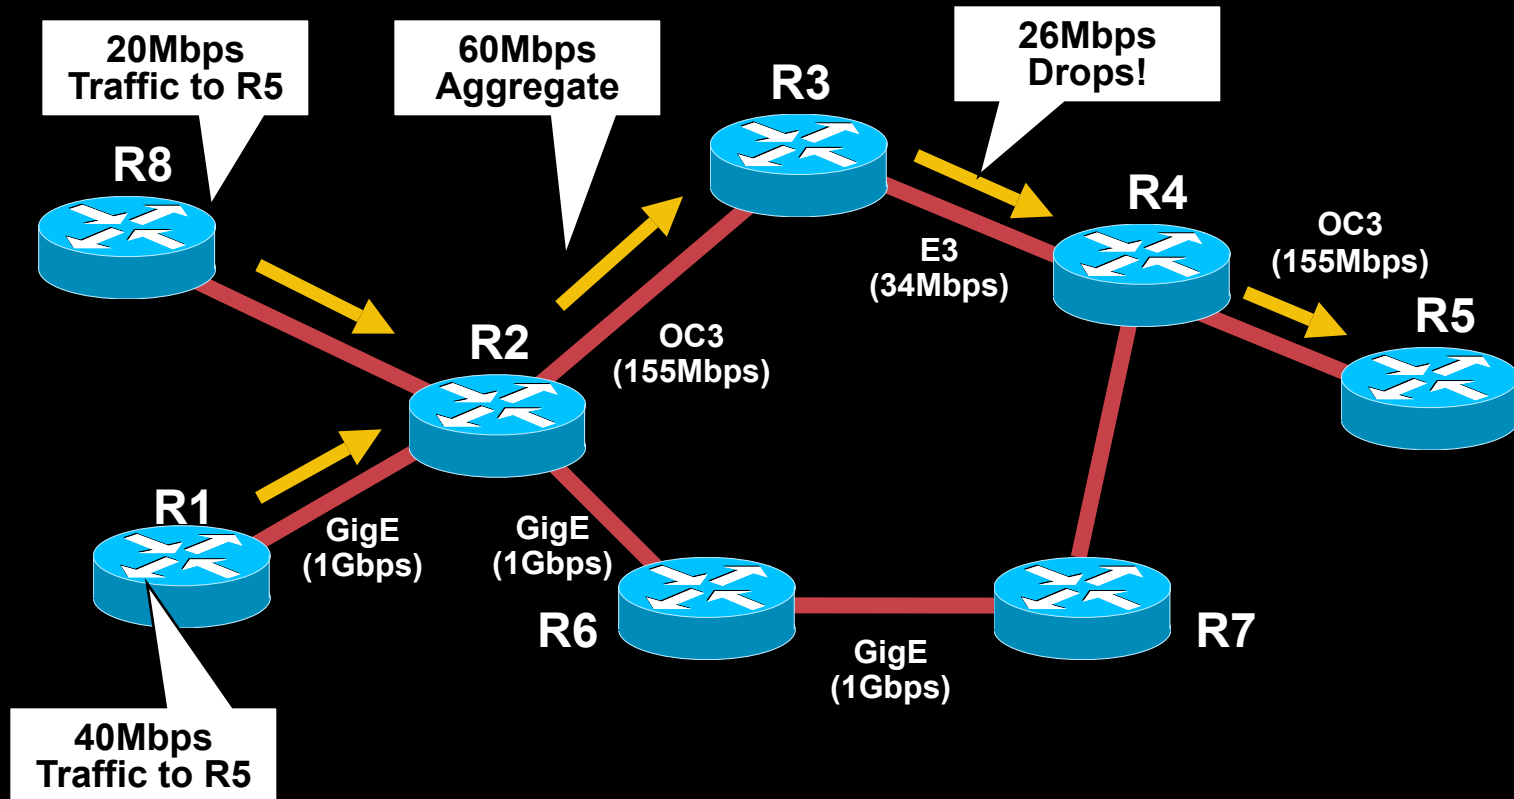 20Mbps
Traffic to R5
60Mbps
Aggregate
26Mbps
Drops!
R3
R8
R4
E3
(34Mbps)
OC3
(155Mbps)
R5
R2
OC3
(155Mbps)
R1
GigE
(1Gbps)
GigE
(1Gbps)
R6
R7
GigE
(1Gbps)
40Mbps
Traffic to R5